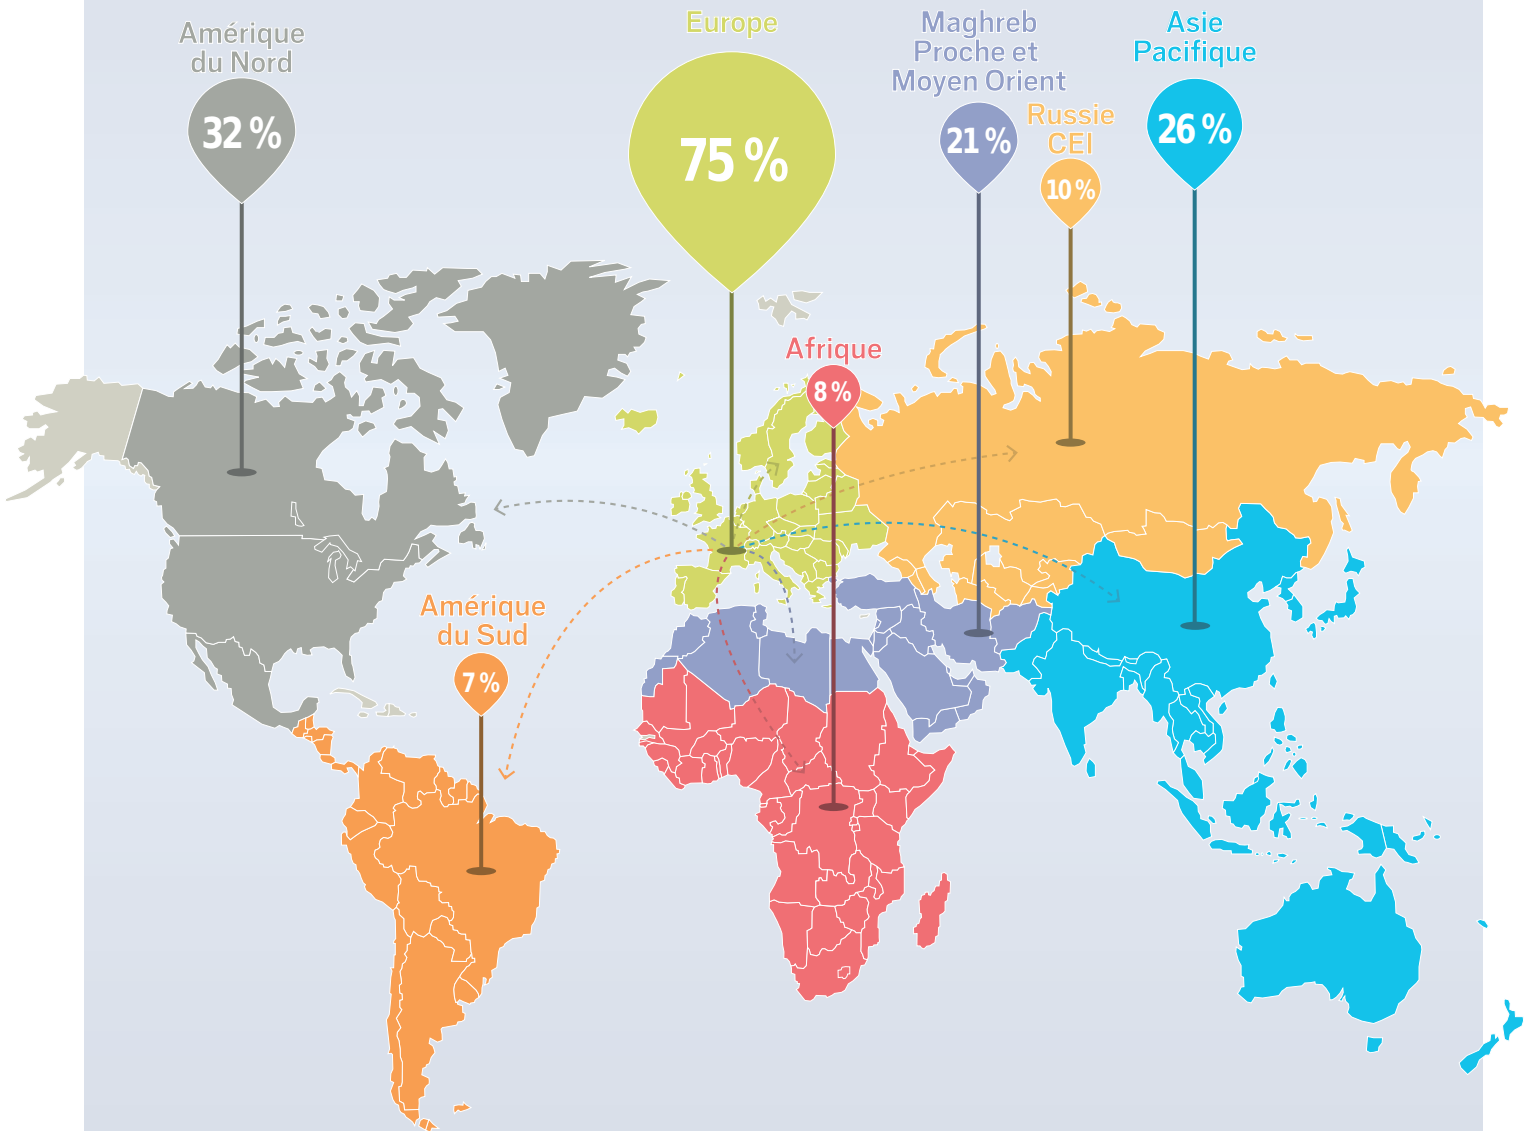 Amérique
du Nord
32 %
Europe
75 %
Maghreb
Proche et
Moyen Orient
21 %
Russie
CEI
10 %
Asie
Pacifique
26 %
Afrique
8 %
Amérique
du Sud
7 %